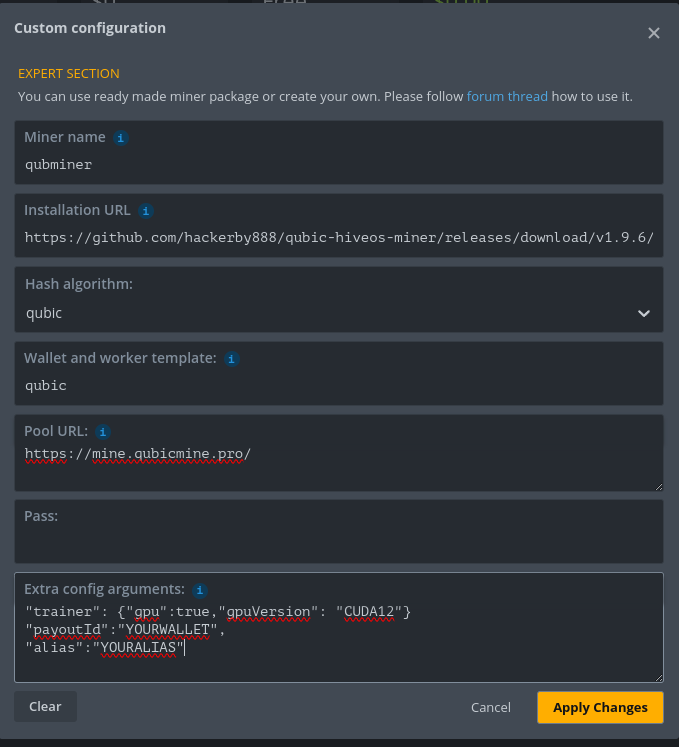 Custom configuration
EXPERT SECTION
You can use ready made miner package or create your own. Please follow forum thread how to use it.
Miner name
qubminer
Installation URL
https://github.com/hackerby888/qubic-hiveos-miner/releases/download/v1.9.6/
Hash algorithm:
qubic
Wallet and worker template:
qubic
Pool URL:
https://mine.qubicmine.pro/
Pass:
Extra config arguments:
"trainer": {"gpu":true,"gpuVersion": "CUDA12"}
"payoutId":"YOURWALLET",
"alias":"YOURALIAS"
Clear
Cancel
Apply Changes